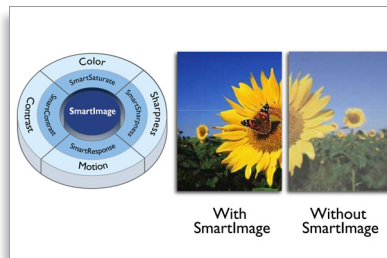 Color
SmartSaturate
Contrast
SmartContrast
SmartImage
SmartSharpness
Sharpness
SmartResponse
Motion
With
SmartImage
Without
SmartImage